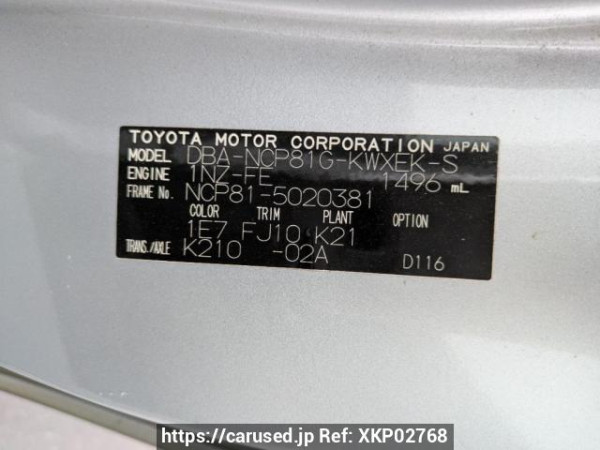 TOYOTA MOTOR CORPORATION JAPAN
MODEL DBA-NCP81G-KWXEK-S
ENGINE 1NZ-FE 1496 mL
FRAME No. NCP81-5020381
COLOR TRIM PLANT OPTION
1E7 FJ10 K21
TRANS./AXLE K210 -02A D116
https://carused.jp Ref: XKP02768